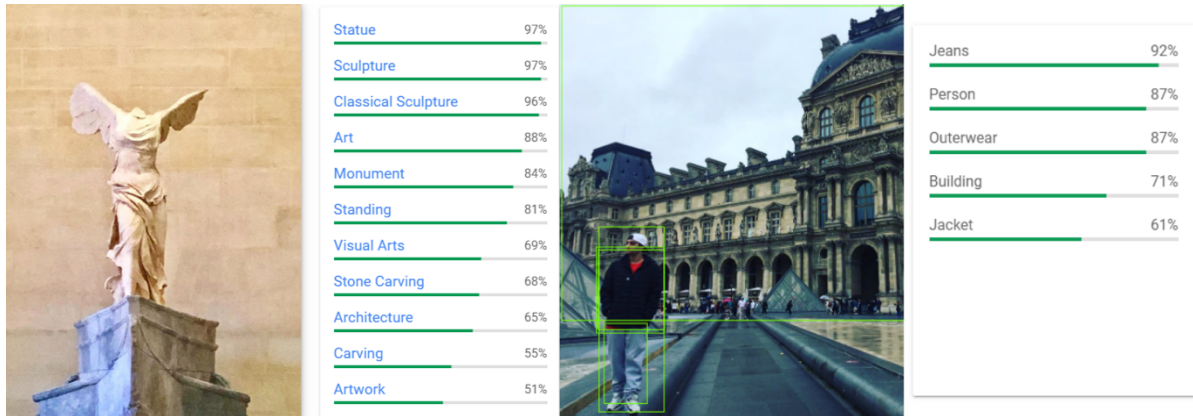 Statue 97%
Sculpture 97%
Classical Sculpture 96%
Art 88%
Monument 84%
Standing 81%
Visual Arts 69%
Stone Carving 68%
Architecture 65%
Carving 55%
Artwork 51%
Jeans 92%
Person 87%
Outerwear 87%
Building 71%
Jacket 61%